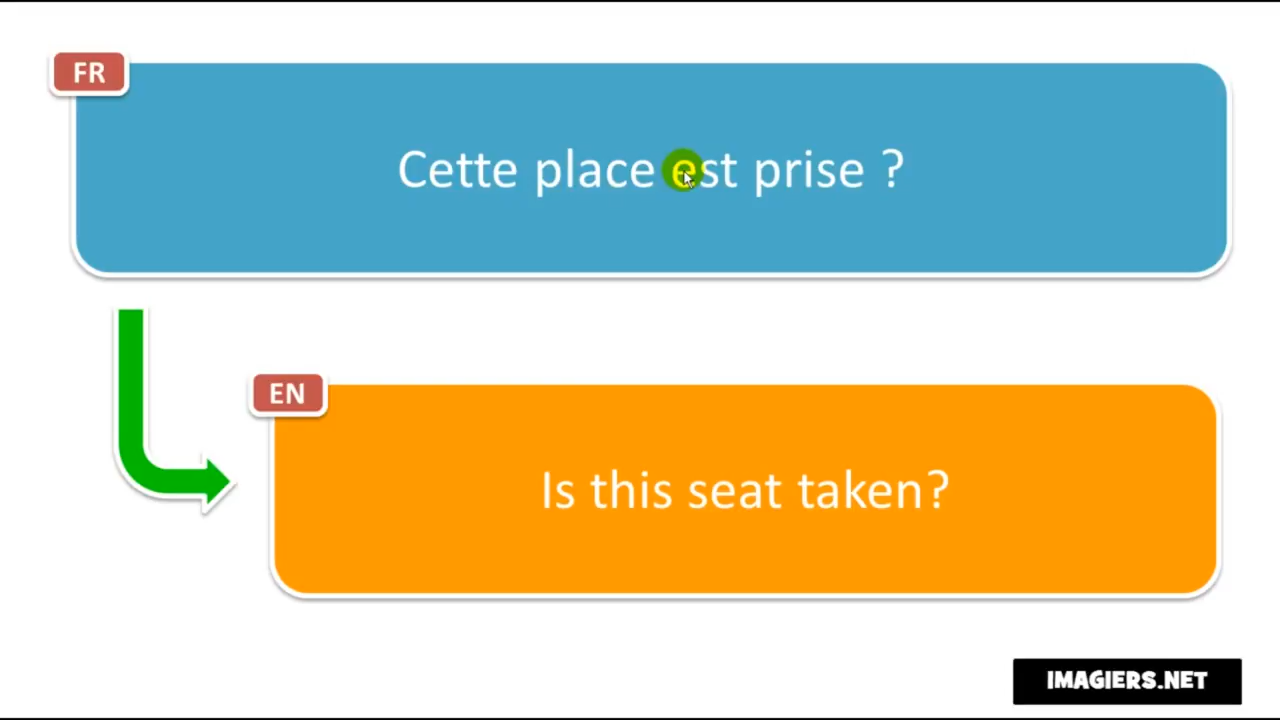 FR
Cette place est prise ?
EN
Is this seat taken?
IMAGIERS.NET